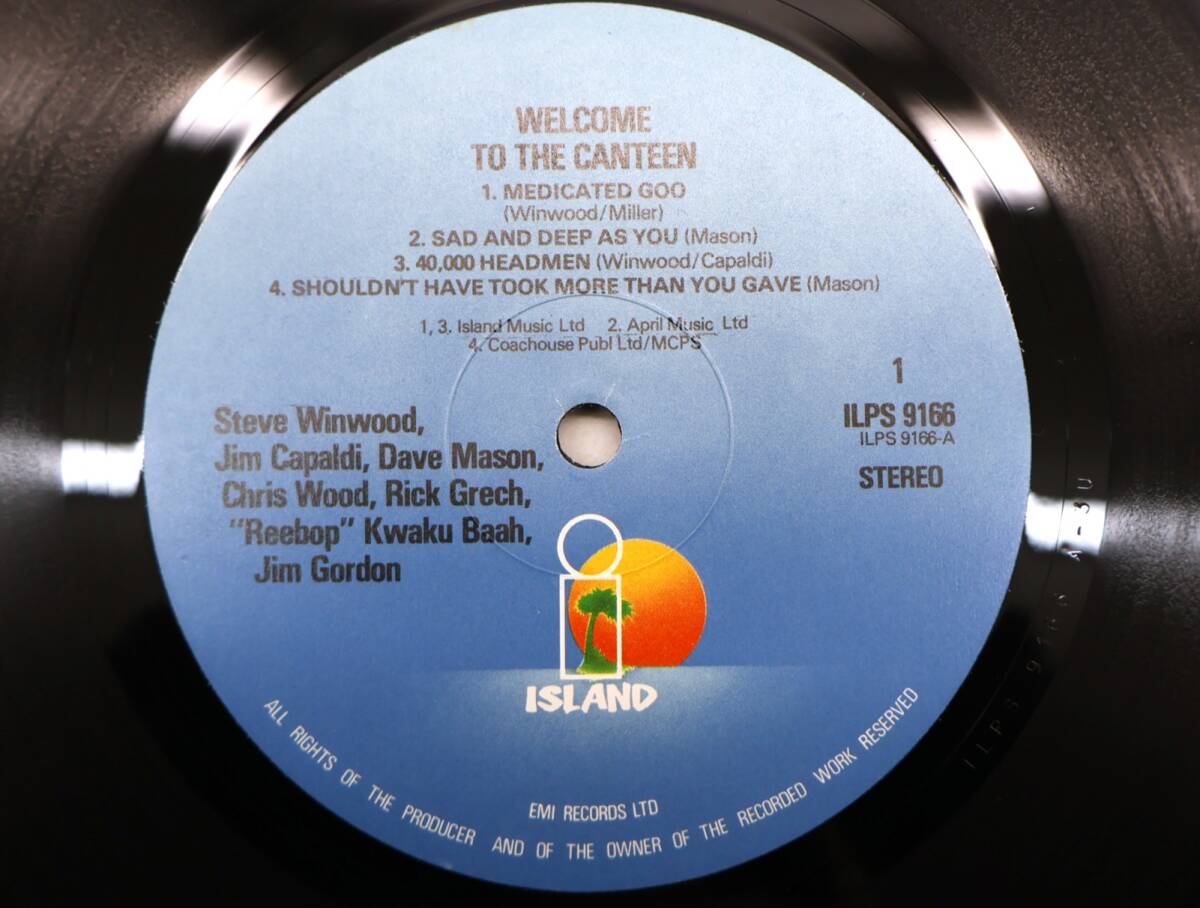 WELCOME
TO THE CANTEEN
1. MEDICATED GOO
(Winwood/Miller)
2. SAD AND DEEP AS YOU (Mason)
3. 40,000 HEADMEN (Winwood/Capaldi)
4. SHOULDN'T HAVE TOOK MORE THAN YOU GAVE (Mason)
1, 3. Island Music Ltd 2. April Music Ltd
4. Coachouse Publ Ltd/MCPS
1
ILPS 9166
ILPS 9166-A
STEREO
Steve Winwood,
Jim Capaldi, Dave Mason,
Chris Wood, Rick Grech,
"Reebop" Kwaku Baah,
Jim Gordon
ISLAND
EMI RECORDS LTD
ALL RIGHTS OF THE PRODUCER AND OF THE OWNER OF THE RECORDED WORK RESERVED
ILPS 9166 A-3U